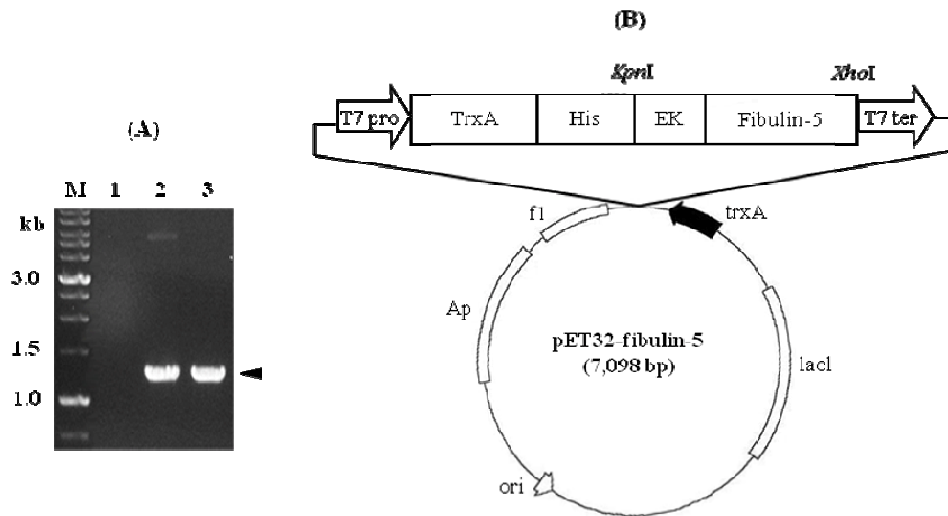 (A)
M 1 2 3
kb
3.0
1.5
1.0
(B)
KpnI XhoI
T7 pro TrxA His EK Fibulin-5 T7 ter
f1
trxA
Ap
pET32-fibulin-5
(7,098 bp)
lacI
ori